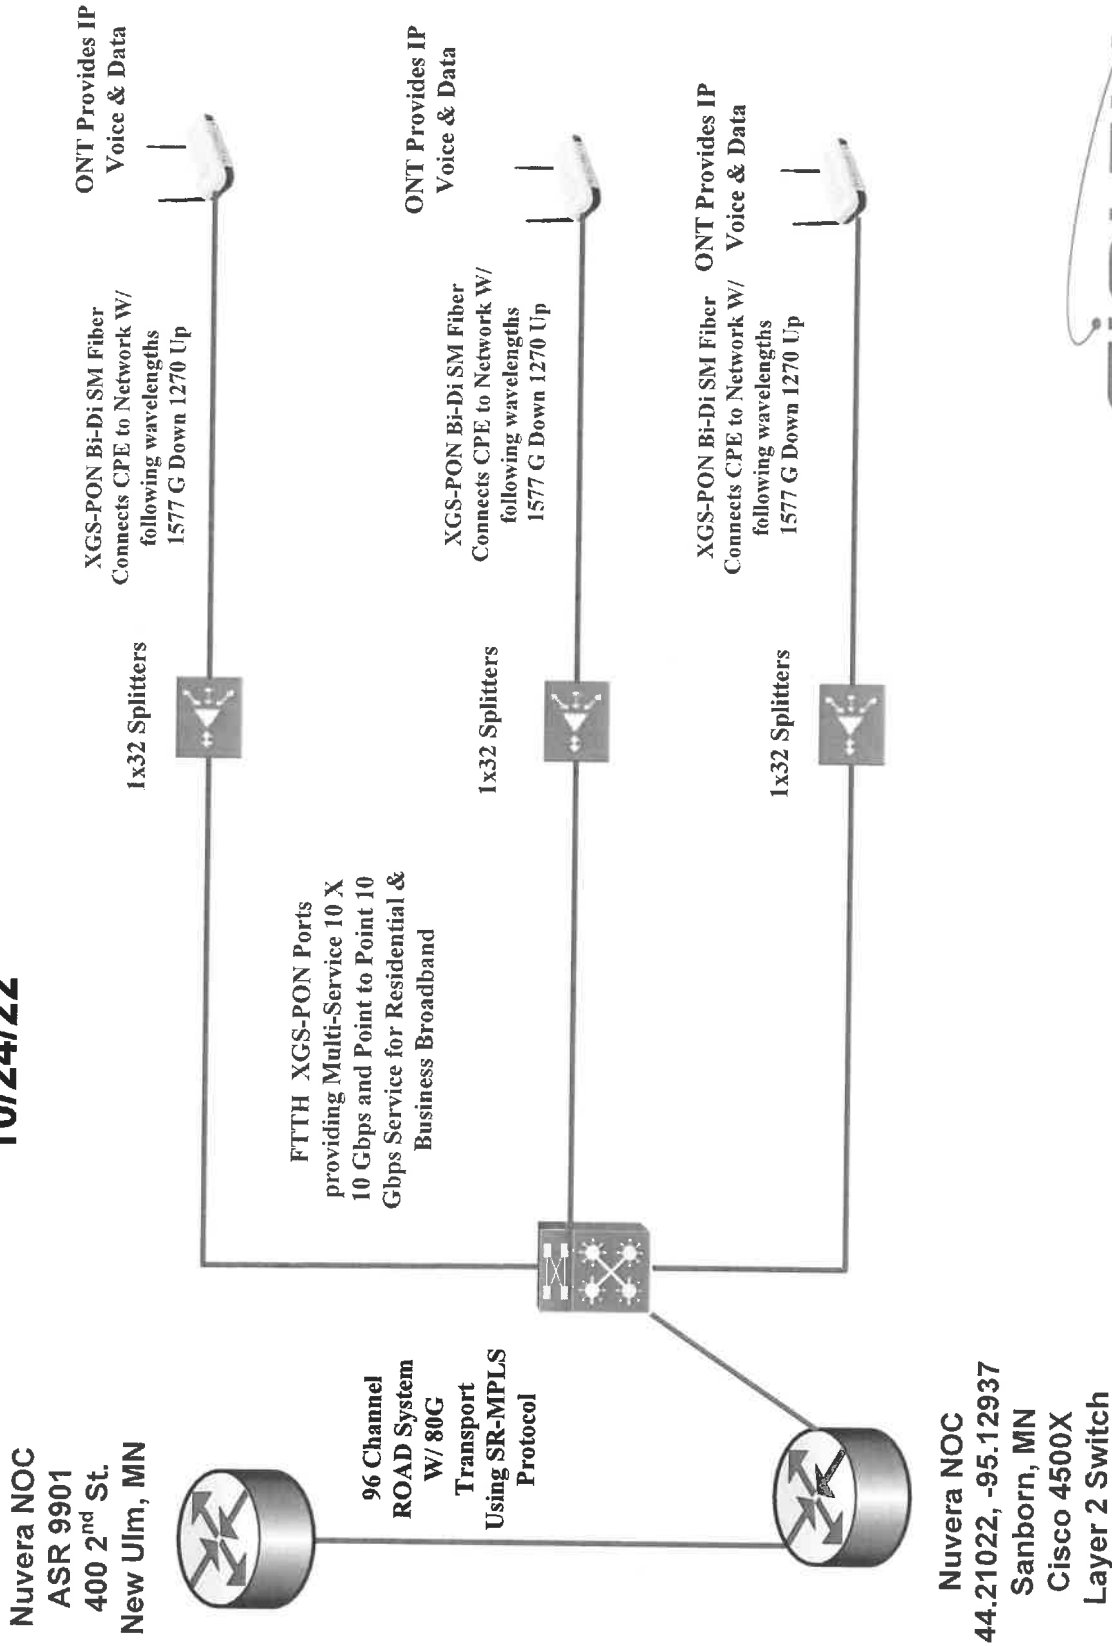 10/24/22
Nuvera NOC
ASR 9901
400 2nd St.
New Ulm, MN
96 Channel
ROAD System
W/ 80G
Transport
Using SR-MPLS
Protocol
Nuvera NOC
44.21022, -95.12937
Sanborn, MN
Cisco 4500X
Layer 2 Switch
FTTH XGS-PON Ports
providing Multi-Service 10 X
10 Gbps and Point to Point 10
Gbps Service for Residential &
Business Broadband
1x32 Splitters
XGS-PON Bi-Di SM Fiber
Connects CPE to Network W/
following wavelengths
1577 G Down 1270 Up
ONT Provides IP
Voice & Data
1x32 Splitters
XGS-PON Bi-Di SM Fiber
Connects CPE to Network W/
following wavelengths
1577 G Down 1270 Up
ONT Provides IP
Voice & Data
1x32 Splitters
XGS-PON Bi-Di SM Fiber
Connects CPE to Network W/
following wavelengths
1577 G Down 1270 Up
ONT Provides IP
Voice & Data